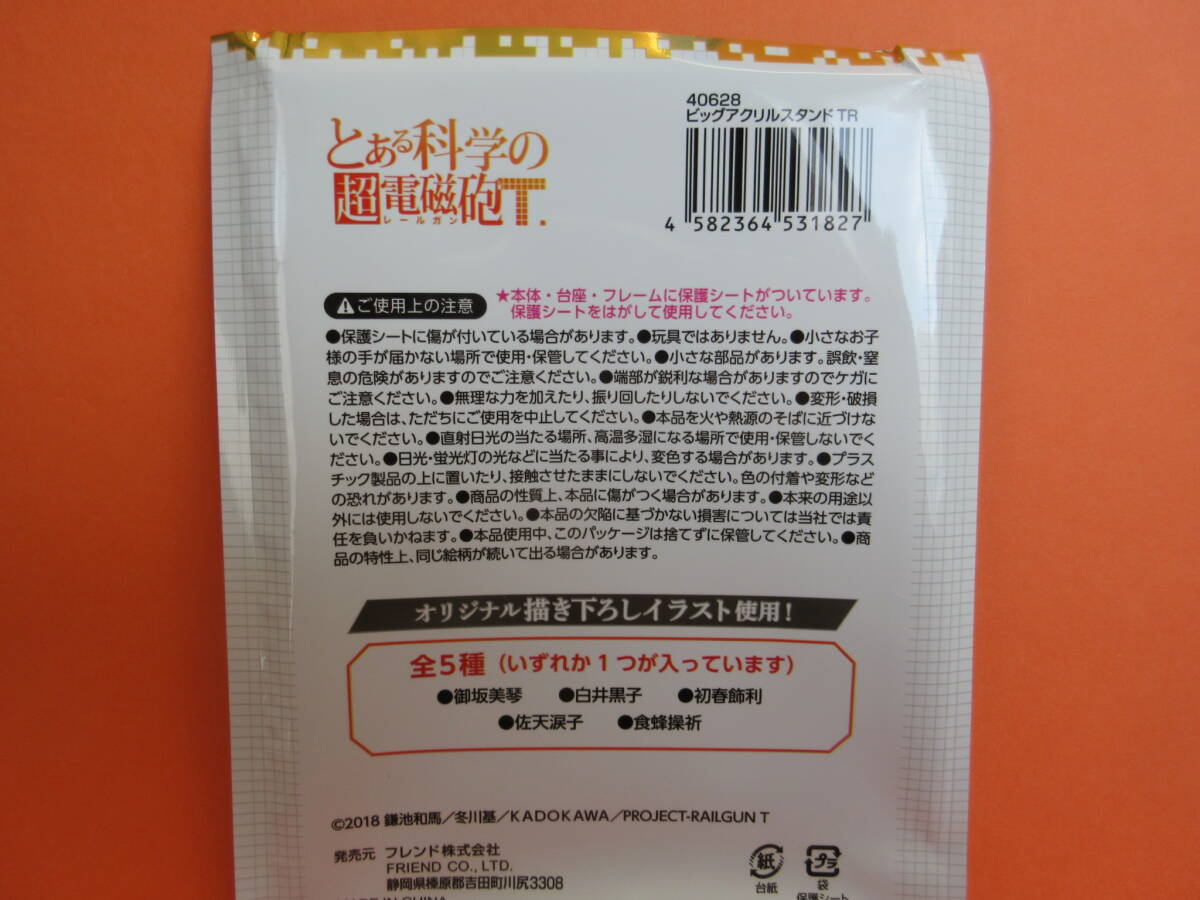 40628
ビッグアクリルスタンド TR
4 582364 531827
とある科学の
超電磁砲T.
レールガン
ご使用上の注意
★本体・台座・フレームに保護シートがついています。
保護シートをはがして使用してください。
●保護シートに傷が付いている場合があります。●玩具ではありません。●小さなお子
様の手が届かない場所で使用・保管してください。●小さな部品があります。誤飲・窒
息の危険がありますのでご注意ください。●端部が鋭利な場合がありますのでケガに
ご注意ください。●無理な力を加えたり、振り回したりしないでください。●変形・破損
した場合は、ただちにご使用を中止してください。●本品を火や熱源のそばに近づけな
いでください。●直射日光の当たる場所、高温多湿になる場所で使用・保管しないでく
ださい。●日光・蛍光灯の光などに当たる事により、変色する場合があります。●プラス
チック製品の上に置いたり、接触させたままにしないでください。色の付着や変形など
の恐れがあります。●商品の性質上、本品に傷がつく場合があります。●本来の用途以
外には使用しないでください。●本品の欠陥に基づかない損害については当社では責
任を負いかねます。●本品使用中、このパッケージは捨てずに保管してください。●商
品の特性上、同じ絵柄が続いて出る場合があります。
オリジナル描き下ろしイラスト使用！
全5種（いずれか1つが入っています）
●御坂美琴 ●白井黒子 ●初春飾利
●佐天涙子 ●食蜂操祈
©2018 鎌池和馬／冬川基／KADOKAWA／PROJECT-RAILGUN T
発売元 フレンド株式会社
FRIEND CO., LTD.
静岡県榛原郡吉田町川尻3308
MADE IN CHINA
紙
台紙
プラ
袋
保護シート